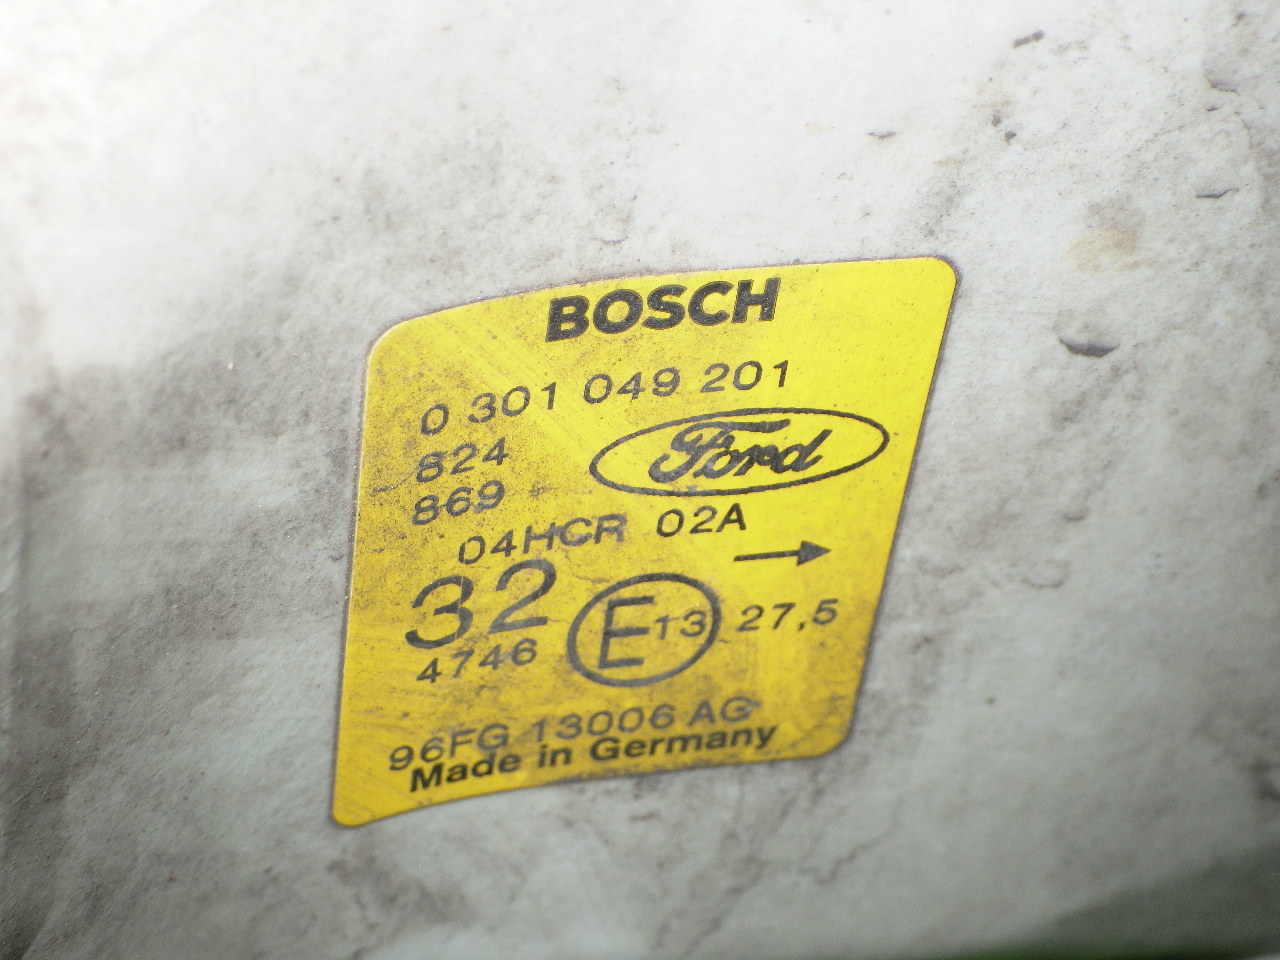 BOSCH
0 301 049 201
824
Ford
869
04HCR 02A
32
E13 27,5
4746
96FG 13006 AG
Made in Germany